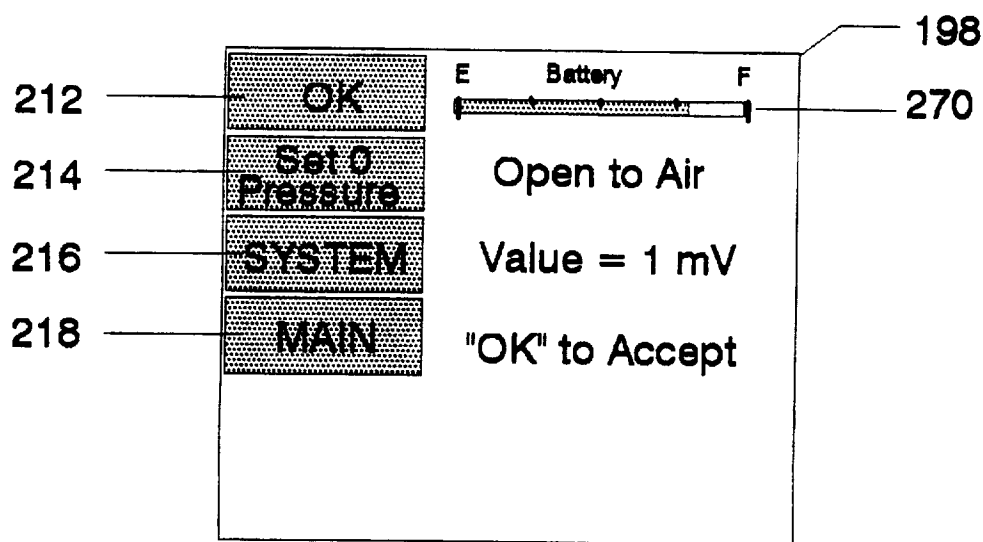 198
212
OK
E Battery F
270
214
Set 0
Pressure
Open to Air
216
SYSTEM
Value = 1 mV
218
MAIN
"OK" to Accept